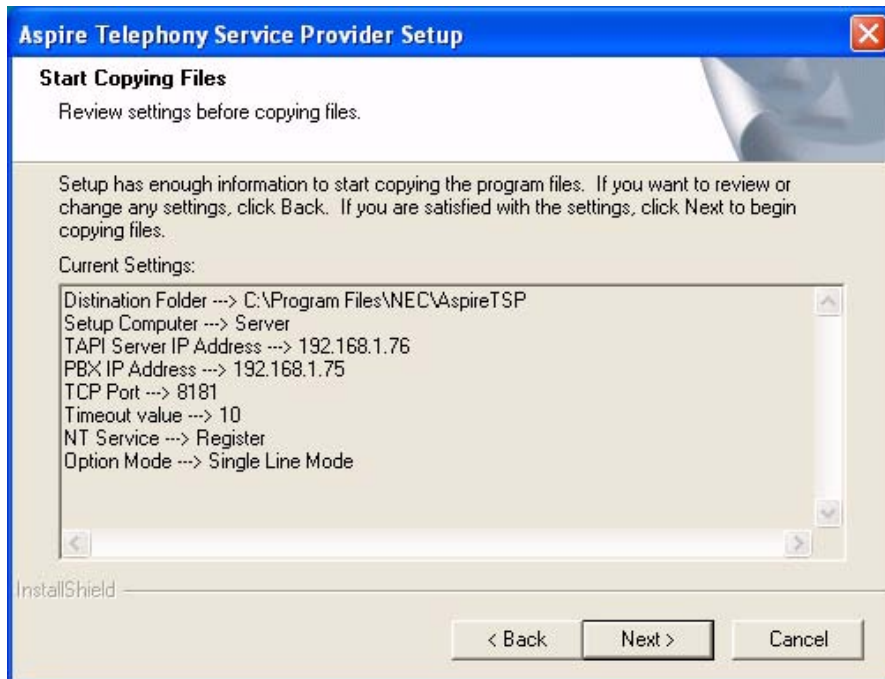 Aspire Telephony Service Provider Setup
Start Copying Files
Review settings before copying files.
Setup has enough information to start copying the program files. If you want to review or
change any settings, click Back. If you are satisfied with the settings, click Next to begin
copying files.
Current Settings:
Distination Folder ---> C:\Program Files\NEC\AspireTSP
Setup Computer ---> Server
TAPI Server IP Address ---> 192.168.1.76
PBX IP Address ---> 192.168.1.75
TCP Port ---> 8181
Timeout value ---> 10
NT Service ---> Register
Option Mode ---> Single Line Mode
InstallShield
< Back Next > Cancel